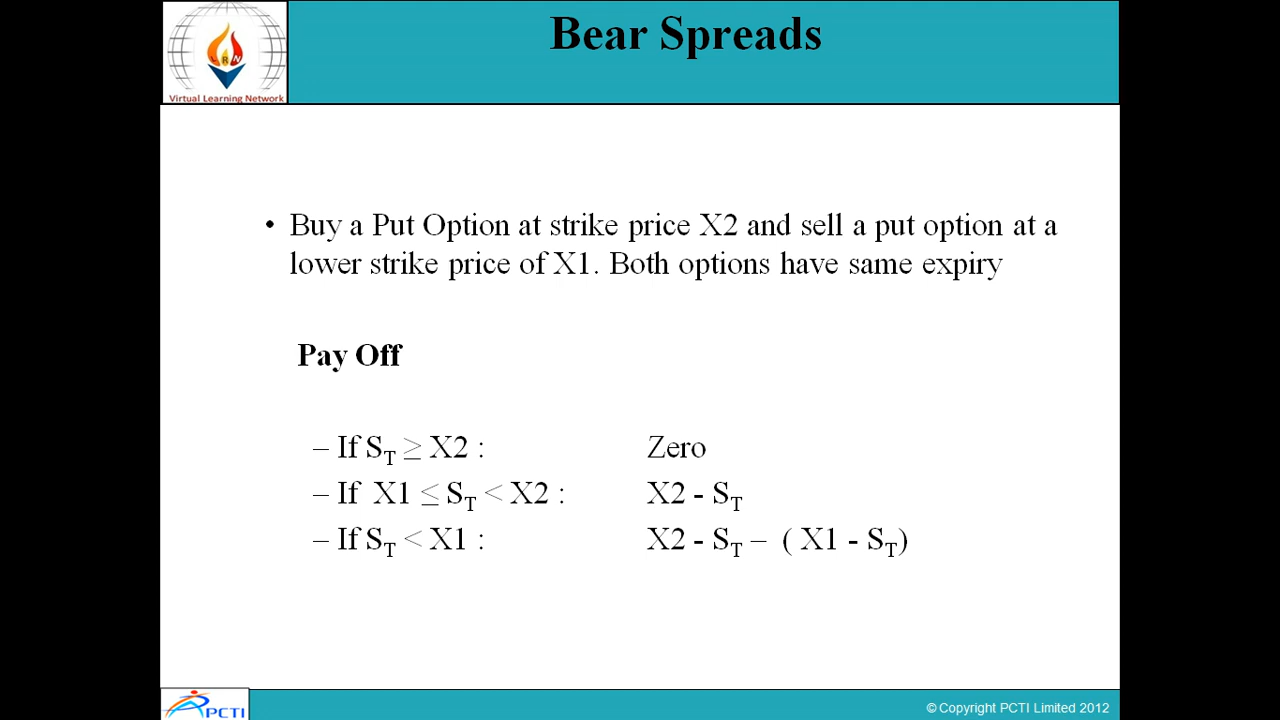 Bear Spreads
LRN
Virtual Learning Network
• Buy a Put Option at strike price X2 and sell a put option at a
lower strike price of X1. Both options have same expiry
Pay Off
– If S_T ≥ X2 : Zero
– If X1 ≤ S_T < X2 : X2 - S_T
– If S_T < X1 : X2 - S_T – ( X1 - S_T)
PCTI
© Copyright PCTI Limited 2012